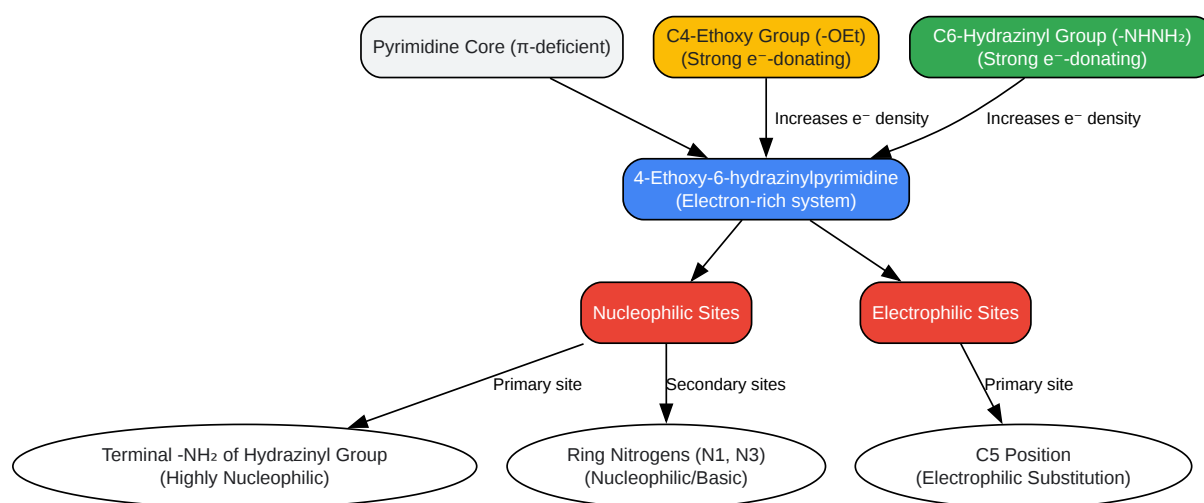 Pyrimidine Core (π-deficient)
C4-Ethoxy Group (-OEt)
(Strong e⁻-donating)
C6-Hydrazinyl Group (-NHNH₂)
(Strong e⁻-donating)
Increases e⁻ density
Increases e⁻ density
4-Ethoxy-6-hydrazinylpyrimidine
(Electron-rich system)
Nucleophilic Sites
Electrophilic Sites
Primary site
Secondary sites
Primary site
Terminal -NH₂ of Hydrazinyl Group
(Highly Nucleophilic)
Ring Nitrogens (N1, N3)
(Nucleophilic/Basic)
C5 Position
(Electrophilic Substitution)